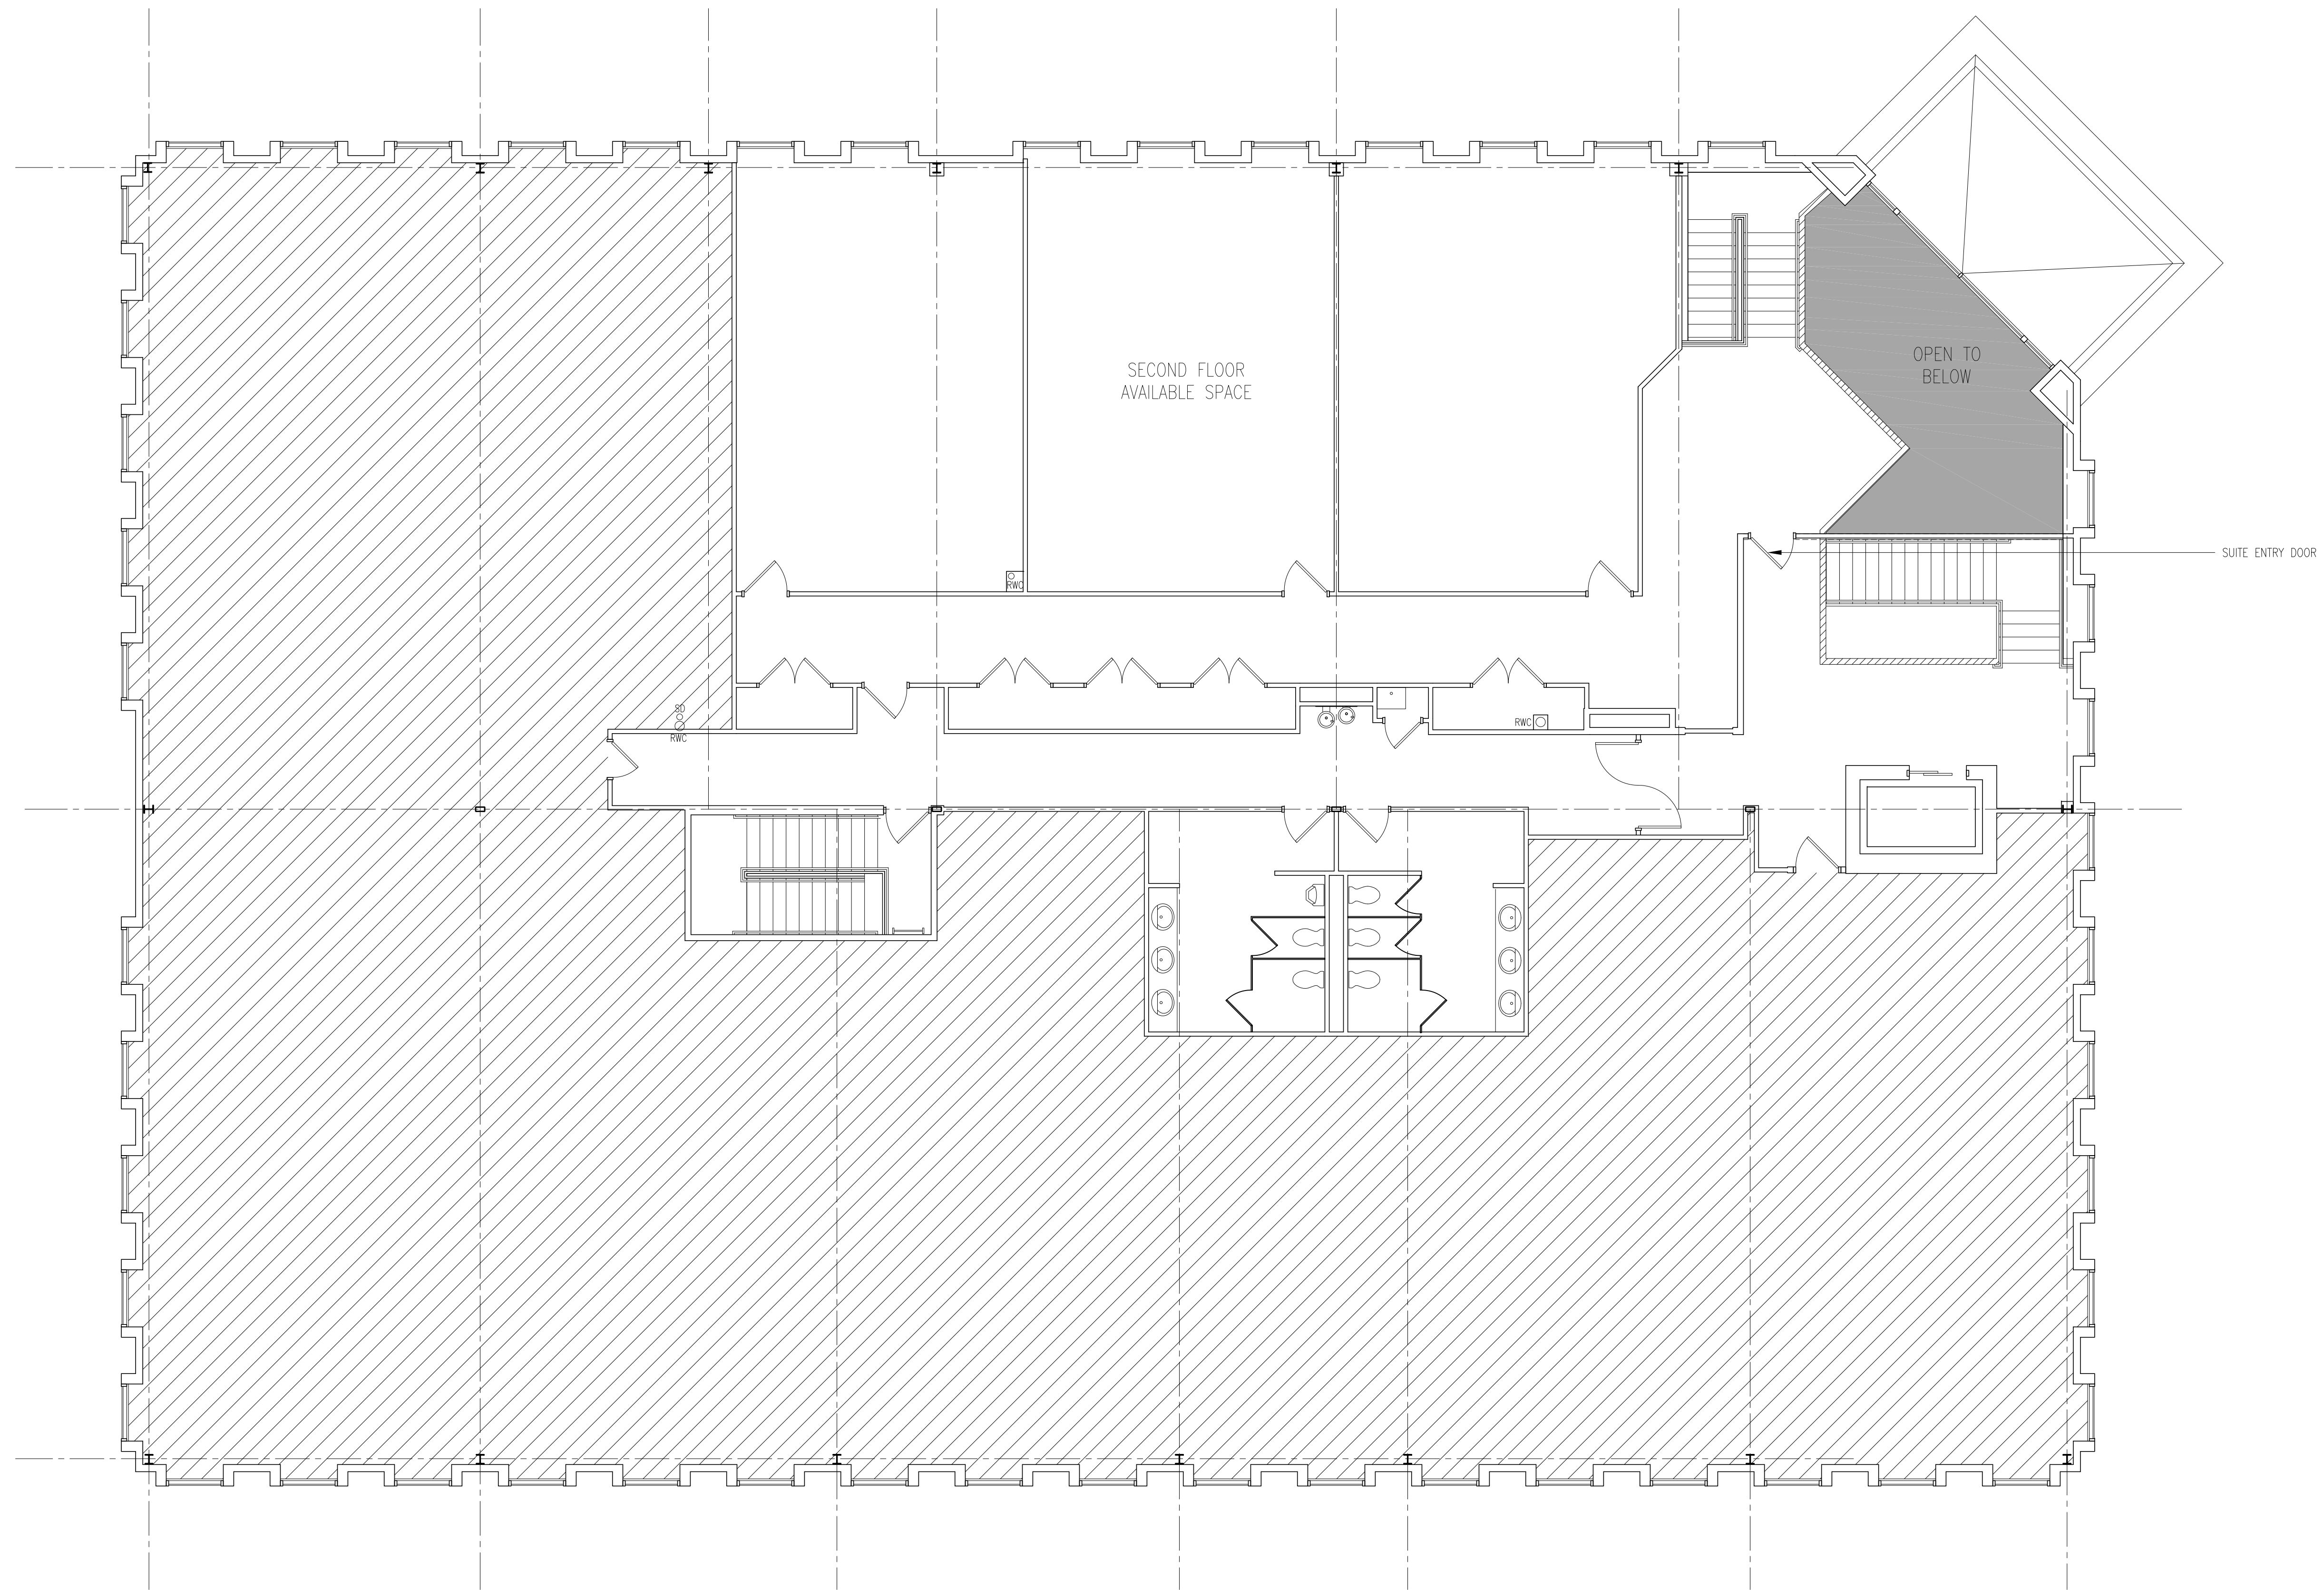 SECOND FLOOR
AVAILABLE SPACE
OPEN TO
BELOW
SUITE ENTRY DOOR
RWC
SD
RWC
RWC